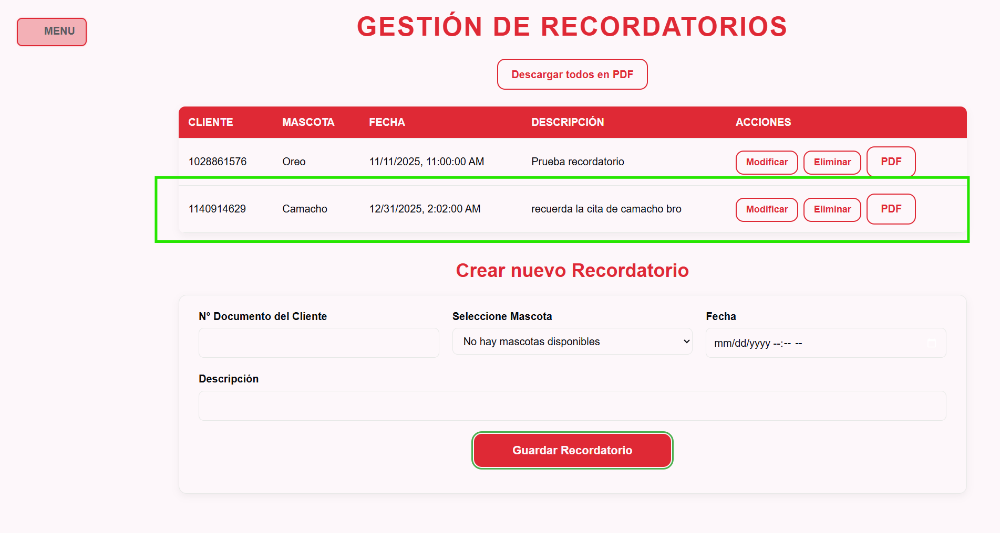 MENU
GESTIÓN DE RECORDATORIOS
Descargar todos en PDF
CLIENTE MASCOTA FECHA DESCRIPCIÓN ACCIONES
1028861576 Oreo 11/11/2025, 11:00:00 AM Prueba recordatorio Modificar Eliminar PDF
1140914629 Camacho 12/31/2025, 2:02:00 AM recuerda la cita de camacho bro Modificar Eliminar PDF
Crear nuevo Recordatorio
N° Documento del Cliente Seleccione Mascota Fecha
No hay mascotas disponibles mm/dd/yyyy --:-- --
Descripción
Guardar Recordatorio